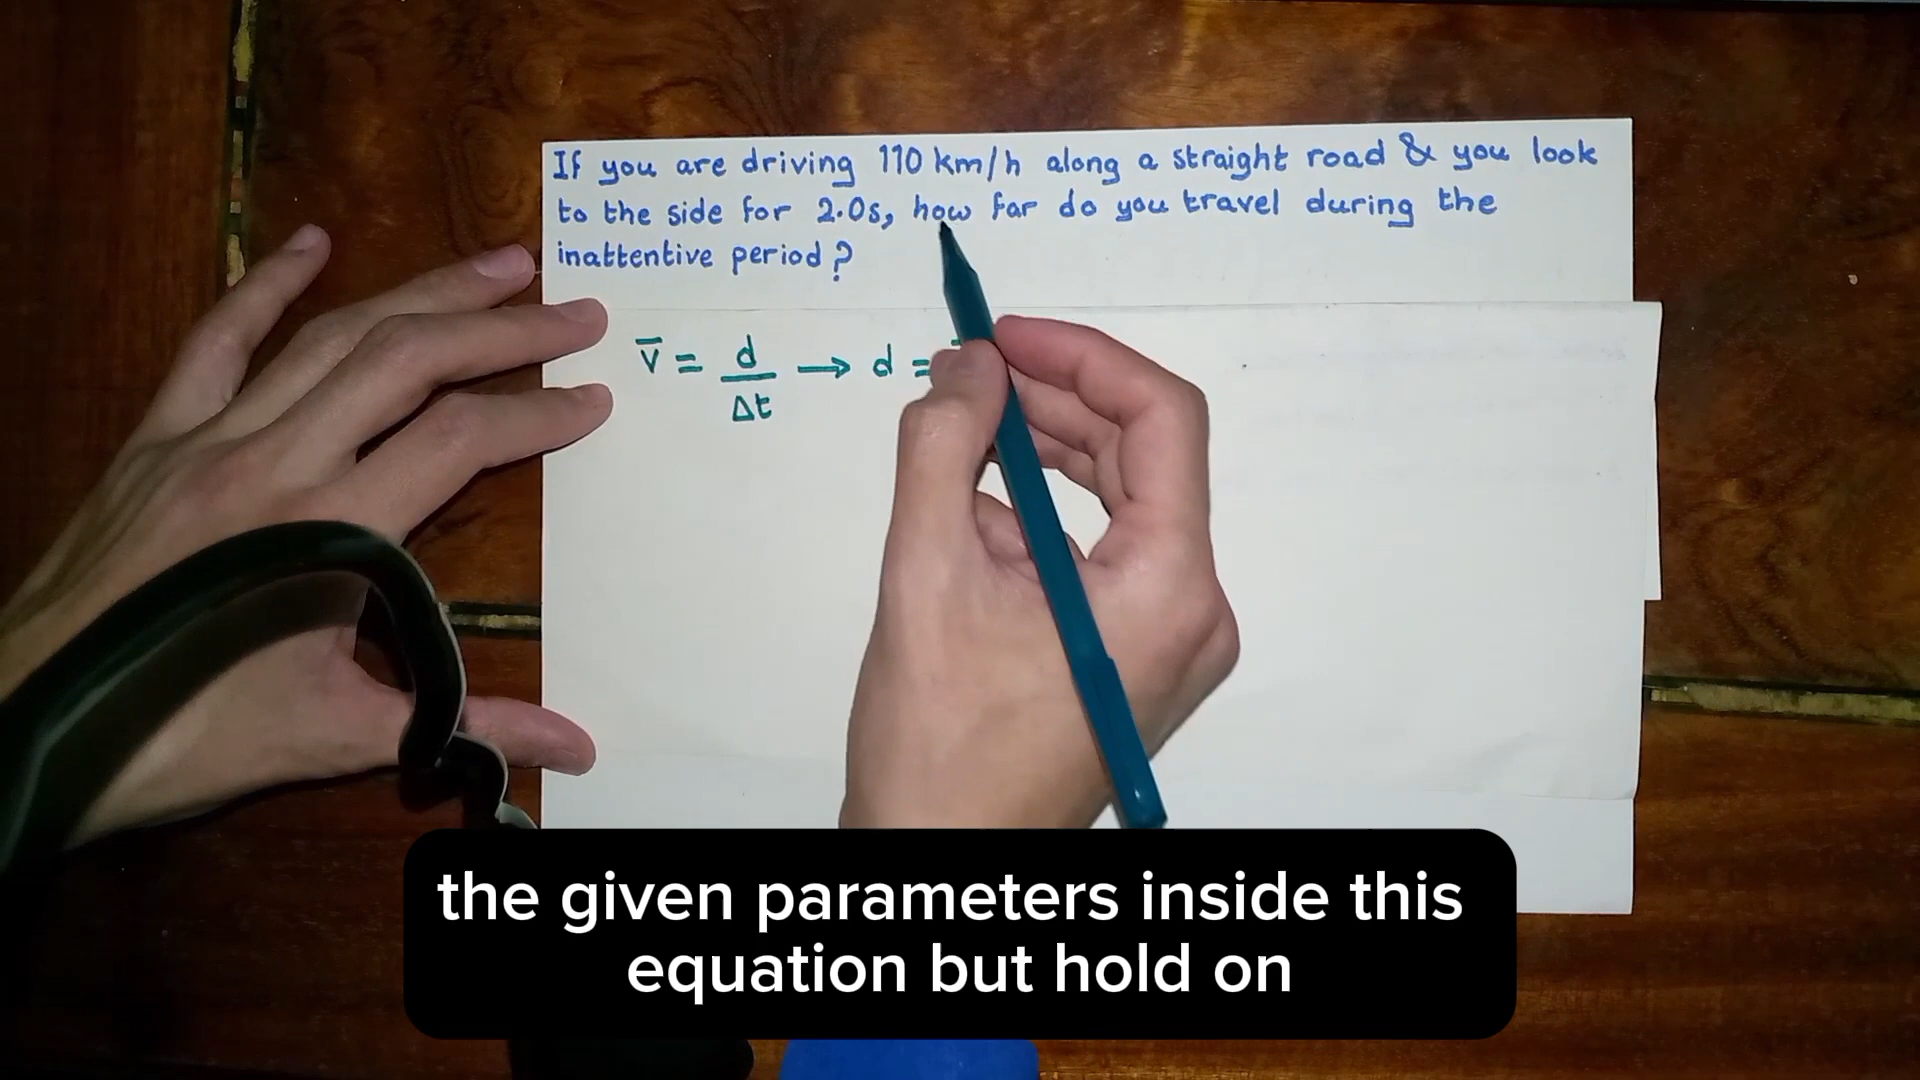 If you are driving 110 km/h along a straight road & you look
to the side for 2.0s, how far do you travel during the
inattentive period?
v̅ = d/Δt → d =
the given parameters inside this
equation but hold on